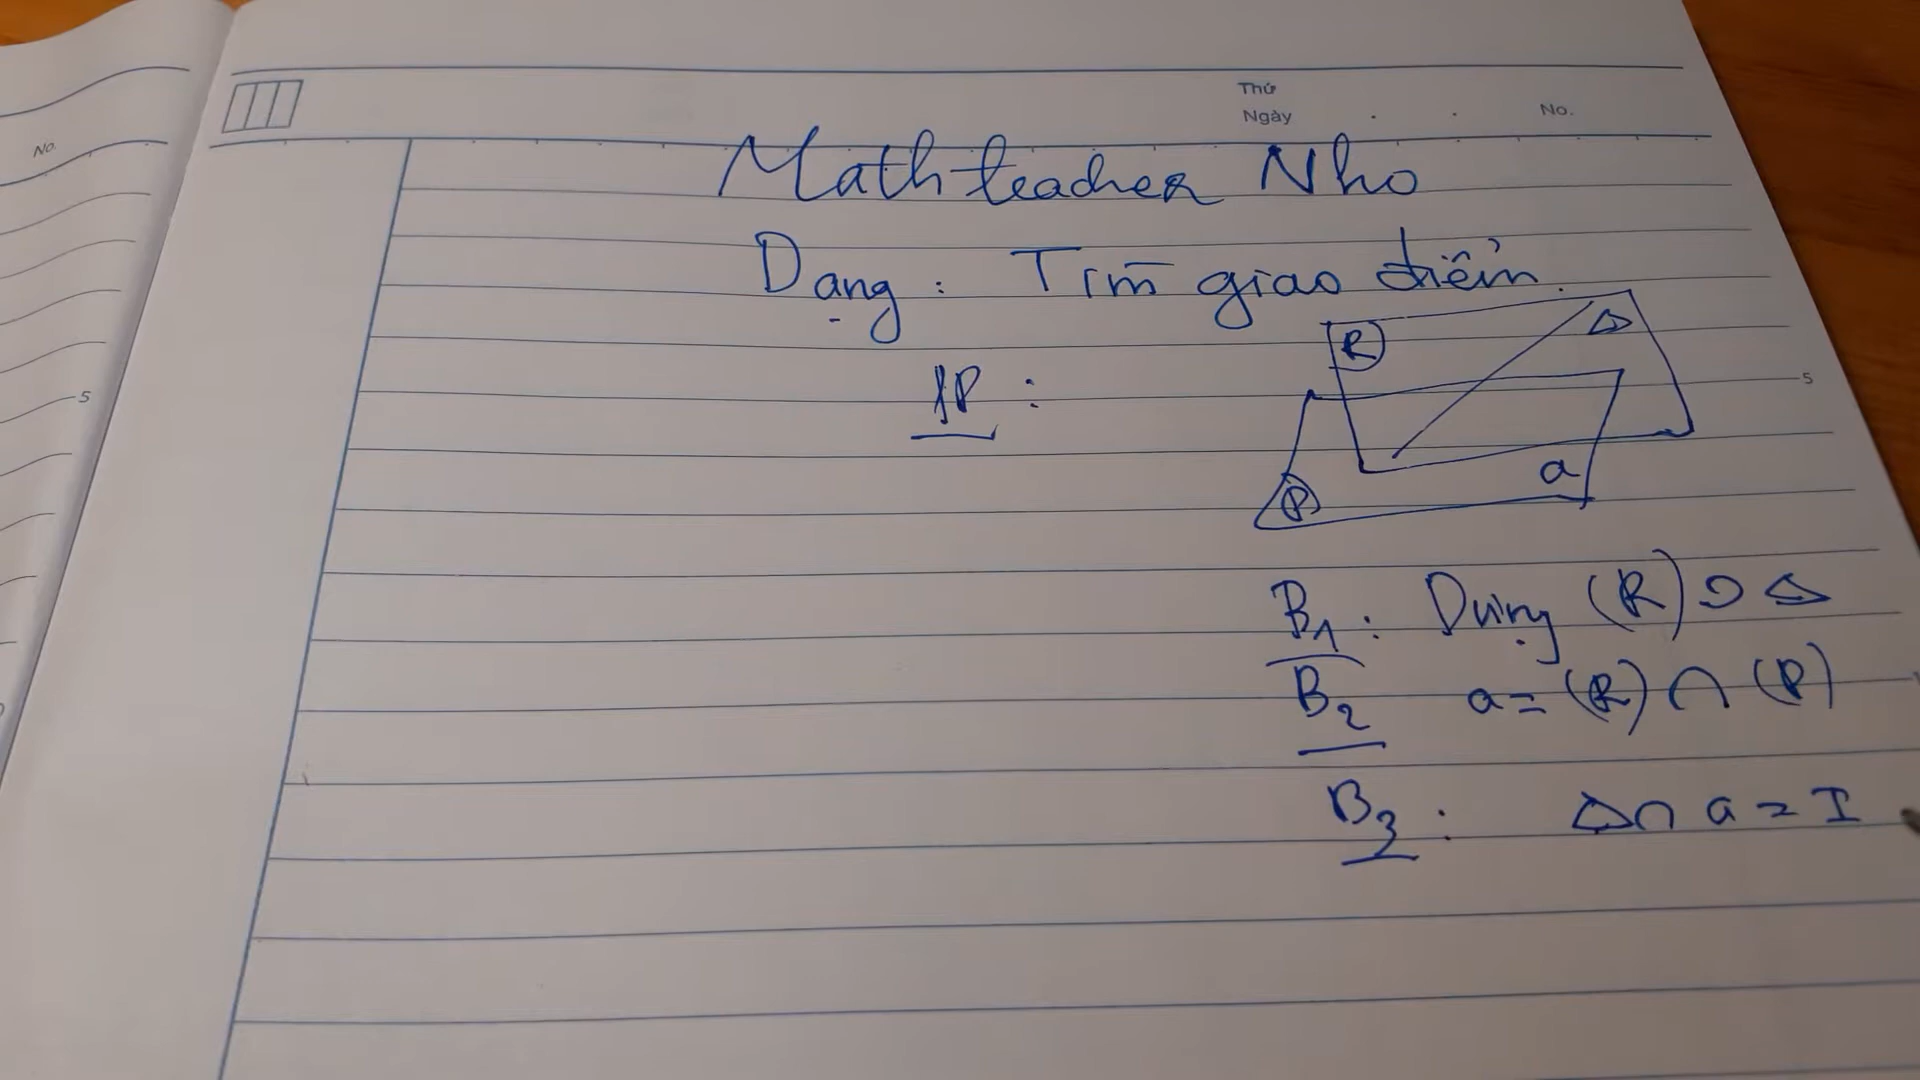 Thứ
Ngày
No.
No.
Math teacher Nho
Dạng : Tìm giao điểm.
PP :
R
Δ
5
5
a
P
B1 : Dựng (R) ⊃ Δ
B2 a = (R) ∩ (P)
B3 : Δ ∩ a = I